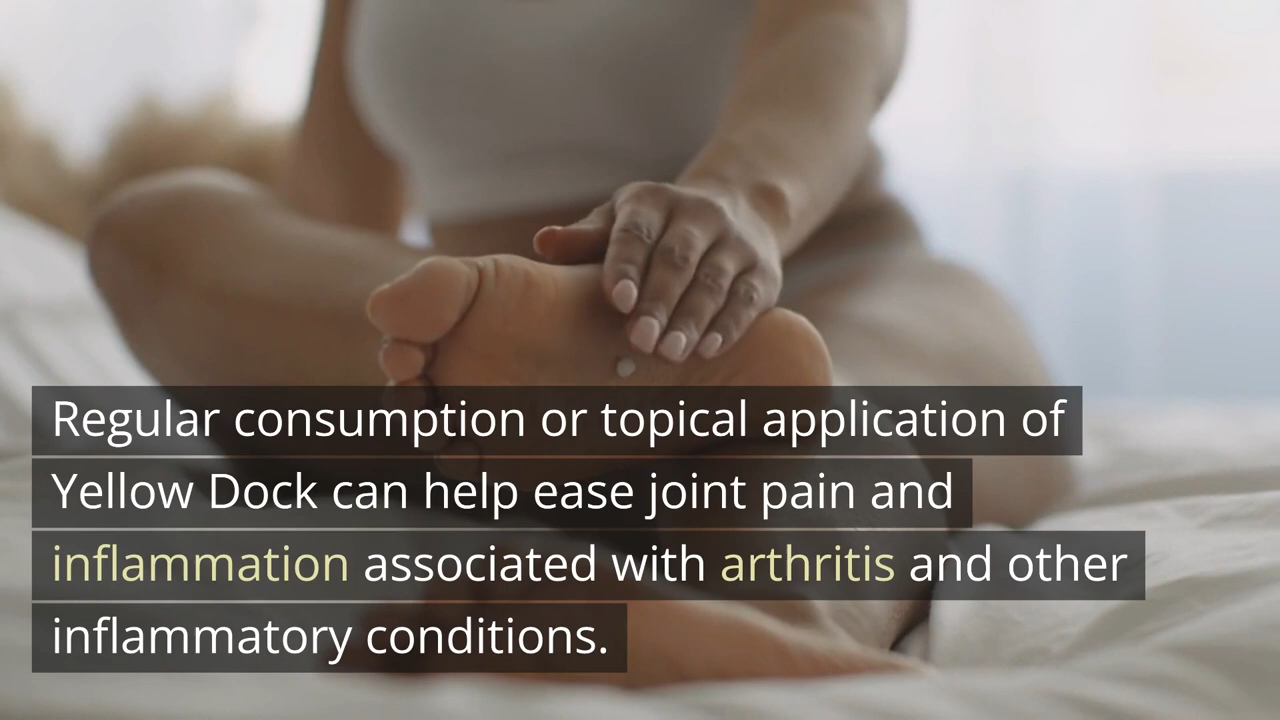 Regular consumption or topical application of
Yellow Dock can help ease joint pain and
inflammation associated with arthritis and other
inflammatory conditions.